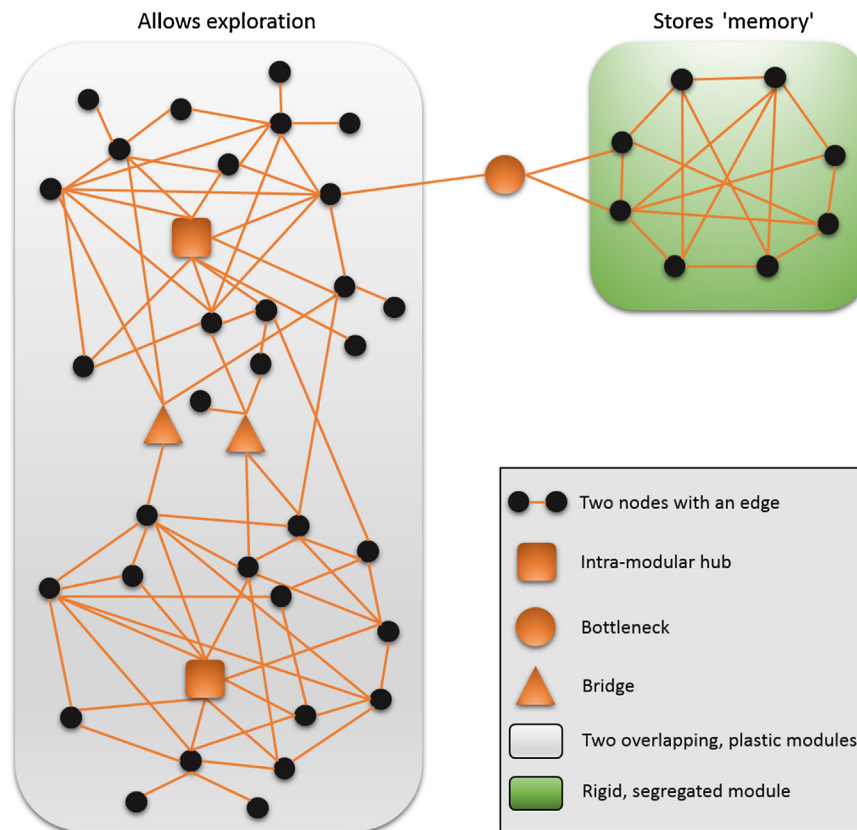 Allows exploration
Stores 'memory'
Two nodes with an edge
Intra-modular hub
Bottleneck
Bridge
Two overlapping, plastic modules
Rigid, segregated module